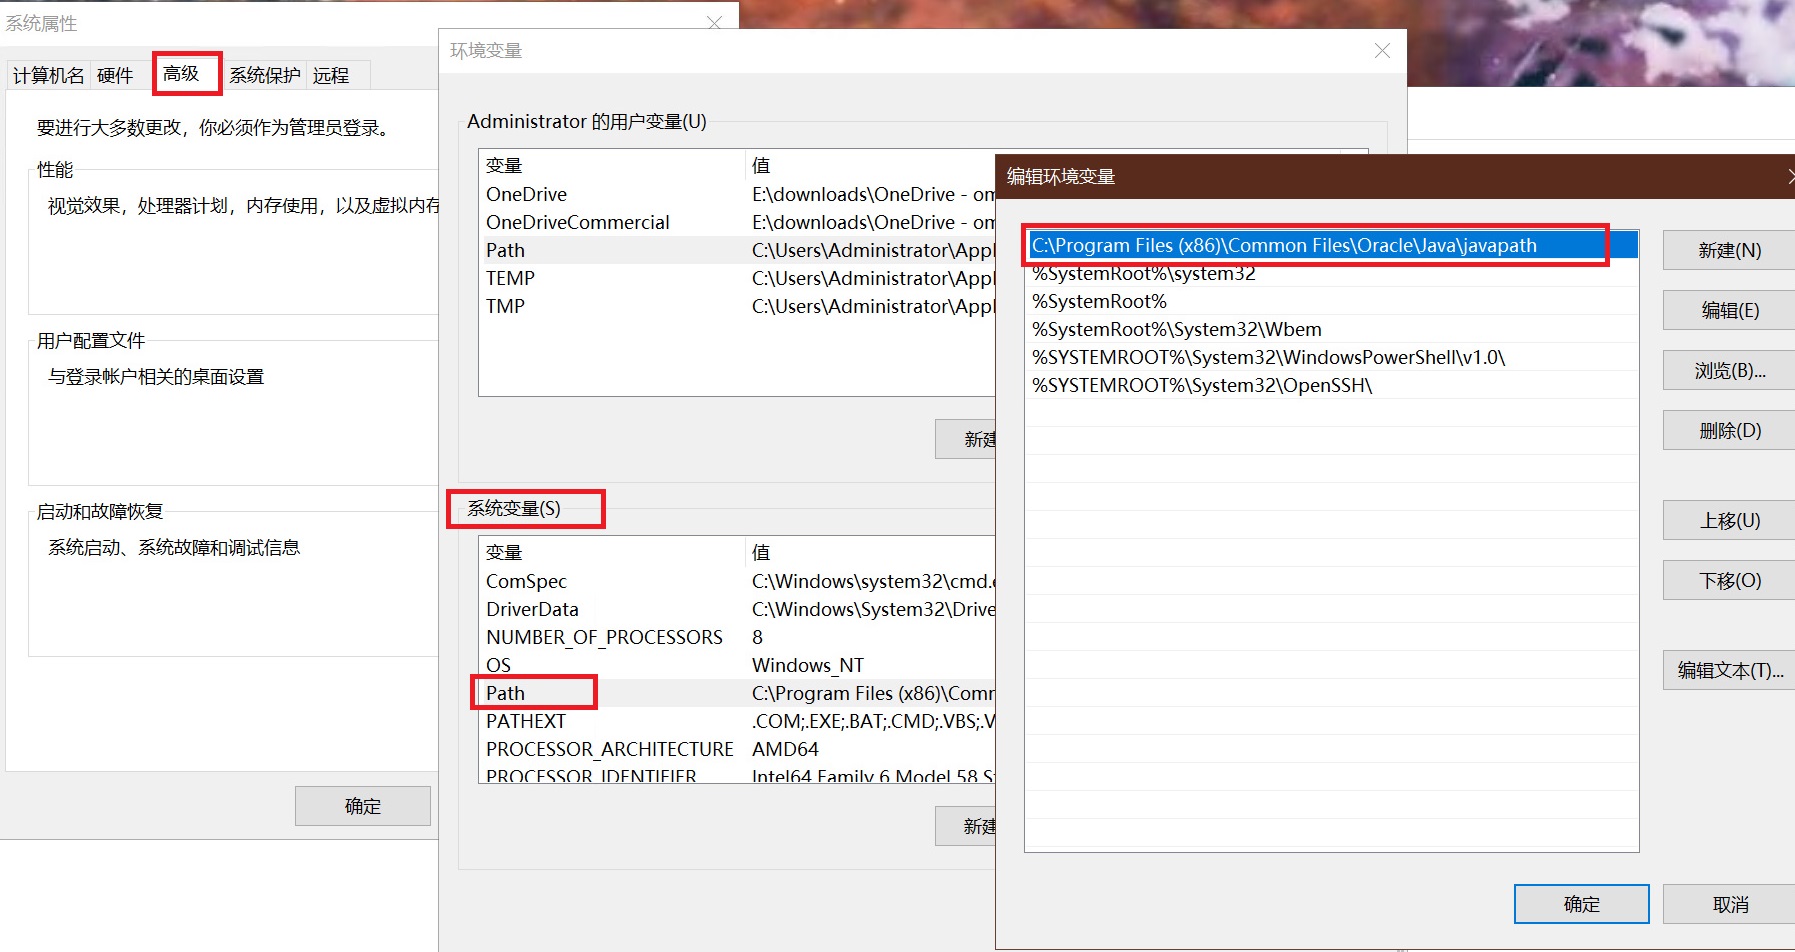 系统属性
计算机名 硬件 高级 系统保护 远程
要进行大多数更改，你必须作为管理员登录。
性能
视觉效果，处理器计划，内存使用，以及虚拟内存
用户配置文件
与登录帐户相关的桌面设置
启动和故障恢复
系统启动、系统故障和调试信息
确定
环境变量
Administrator 的用户变量(U)
变量 值
OneDrive E:\downloads\OneDrive - om
OneDriveCommercial E:\downloads\OneDrive - om
Path C:\Users\Administrator\Appl
TEMP C:\Users\Administrator\Appl
TMP C:\Users\Administrator\Appl
新建
系统变量(S)
变量 值
ComSpec C:\Windows\system32\cmd.e
DriverData C:\Windows\System32\Drive
NUMBER_OF_PROCESSORS 8
OS Windows_NT
Path C:\Program Files (x86)\Comm
PATHEXT .COM;.EXE;.BAT;.CMD;.VBS;.V
PROCESSOR_ARCHITECTURE AMD64
PROCESSOR_IDENTIFIER Intel64 Family 6 Model 58 S
新建
编辑环境变量
C:\Program Files (x86)\Common Files\Oracle\Java\javapath
%SystemRoot%\system32
%SystemRoot%
%SystemRoot%\System32\Wbem
%SYSTEMROOT%\System32\WindowsPowerShell\v1.0\
%SYSTEMROOT%\System32\OpenSSH\
新建(N)
编辑(E)
浏览(B)...
删除(D)
上移(U)
下移(O)
编辑文本(T)...
确定
取消